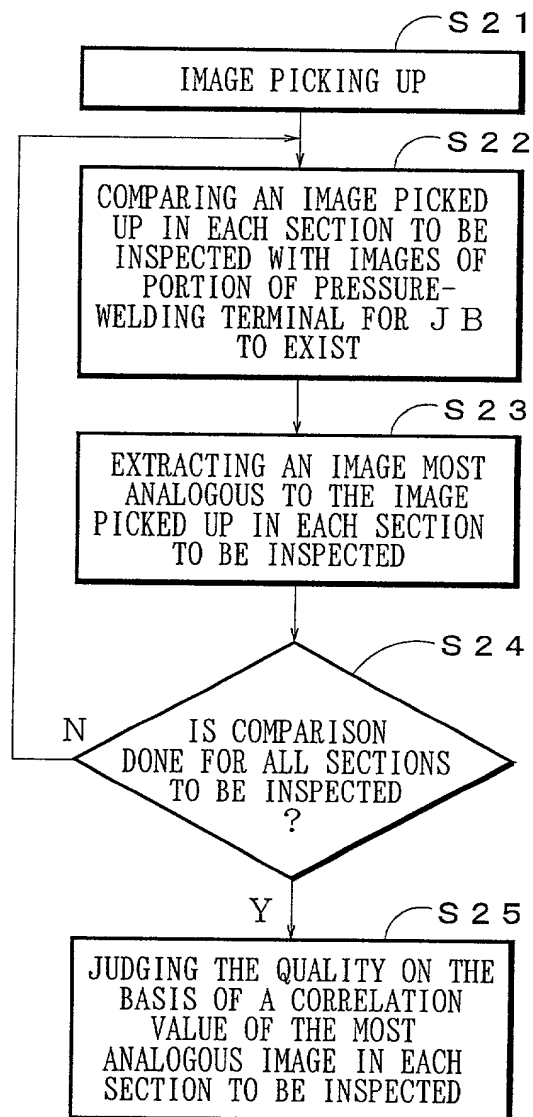 S21
IMAGE PICKING UP
S22
COMPARING AN IMAGE PICKED
UP IN EACH SECTION TO BE
INSPECTED WITH IMAGES OF
PORTION OF PRESSURE-
WELDING TERMINAL FOR JB
TO EXIST
S23
EXTRACTING AN IMAGE MOST
ANALOGOUS TO THE IMAGE
PICKED UP IN EACH SECTION
TO BE INSPECTED
S24
N
IS COMPARISON
DONE FOR ALL SECTIONS
TO BE INSPECTED
?
Y
S25
JUDGING THE QUALITY ON THE
BASIS OF A CORRELATION
VALUE OF THE MOST
ANALOGOUS IMAGE IN EACH
SECTION TO BE INSPECTED